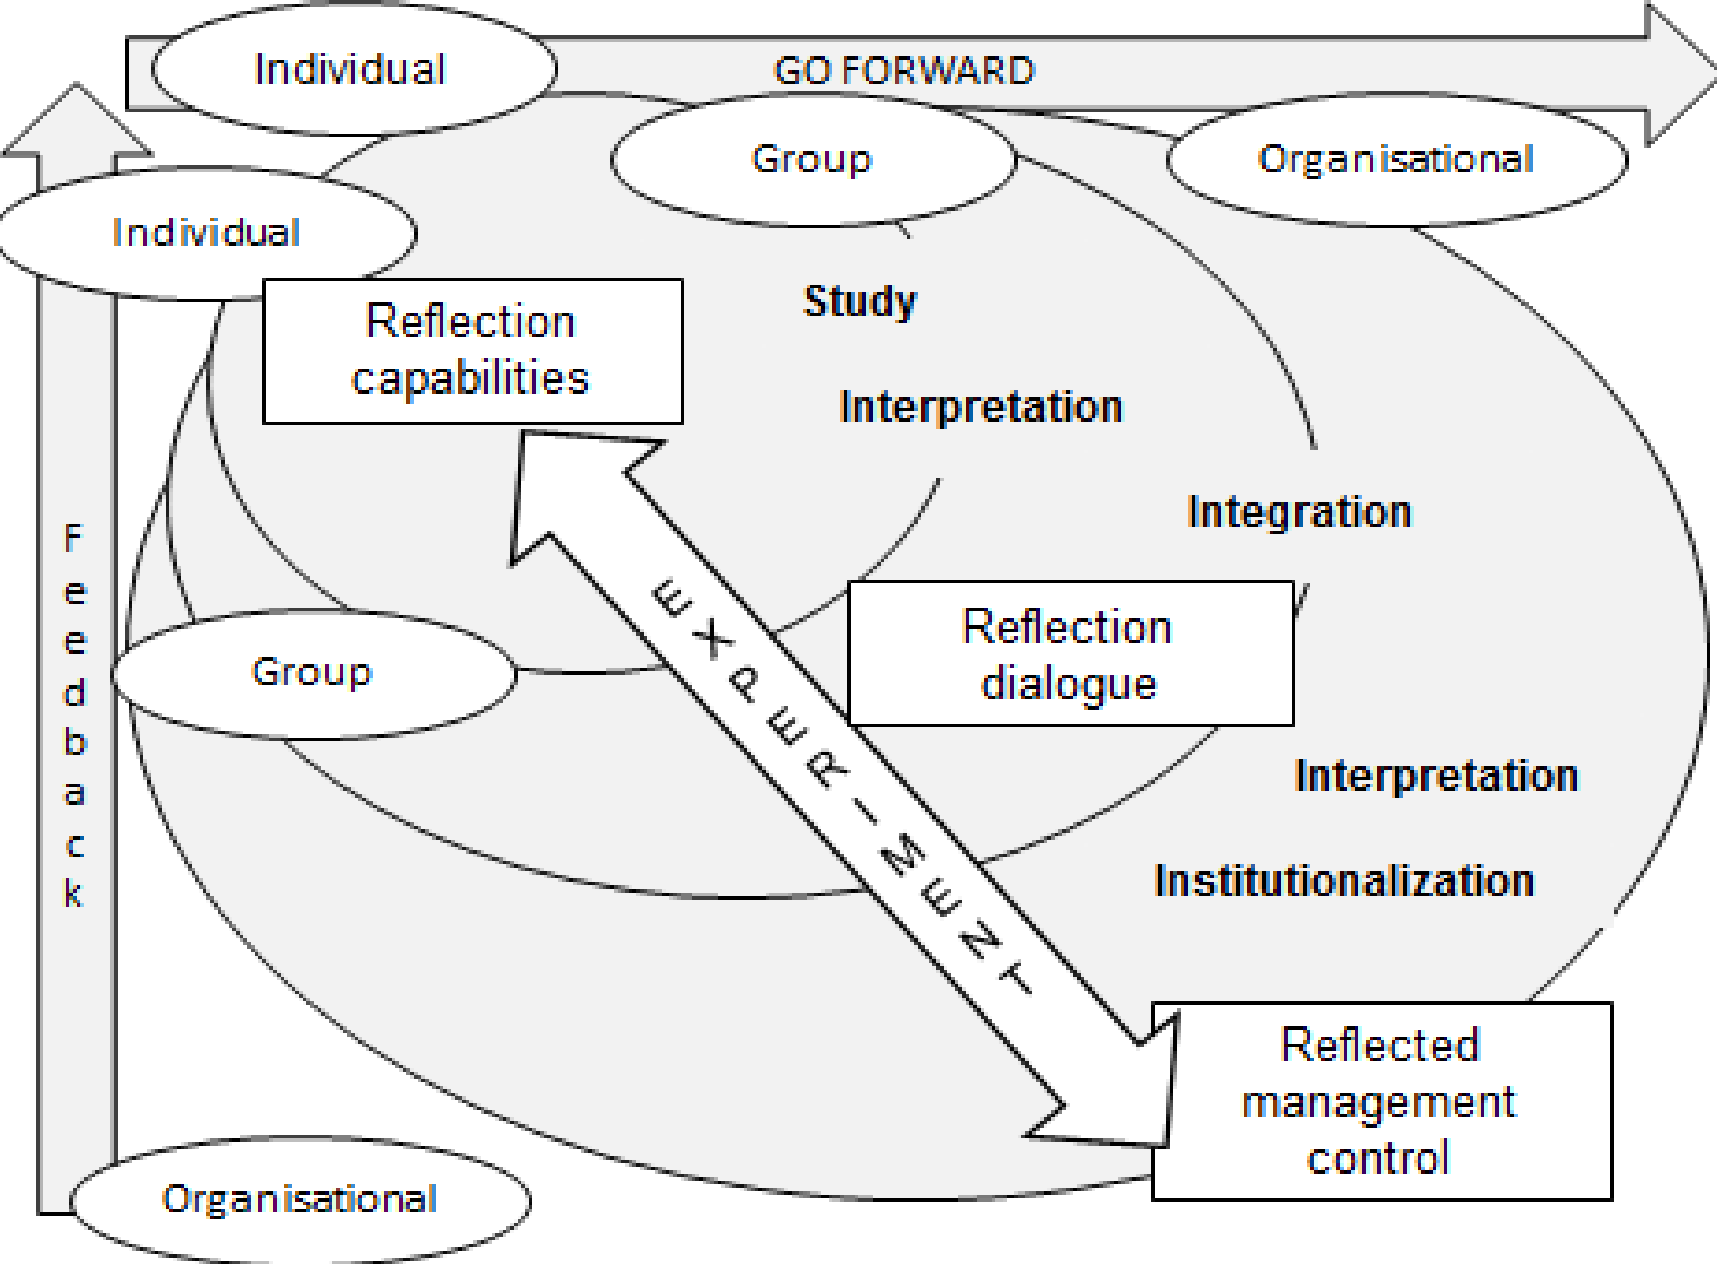 Individual
GO FORWARD
Group
Organisational
Individual
Study
Reflection
capabilities
Interpretation
Integration
Feedback
EXPERIMENT
Reflection
dialogue
Group
Interpretation
Institutionalization
Reflected
management
control
Organisational